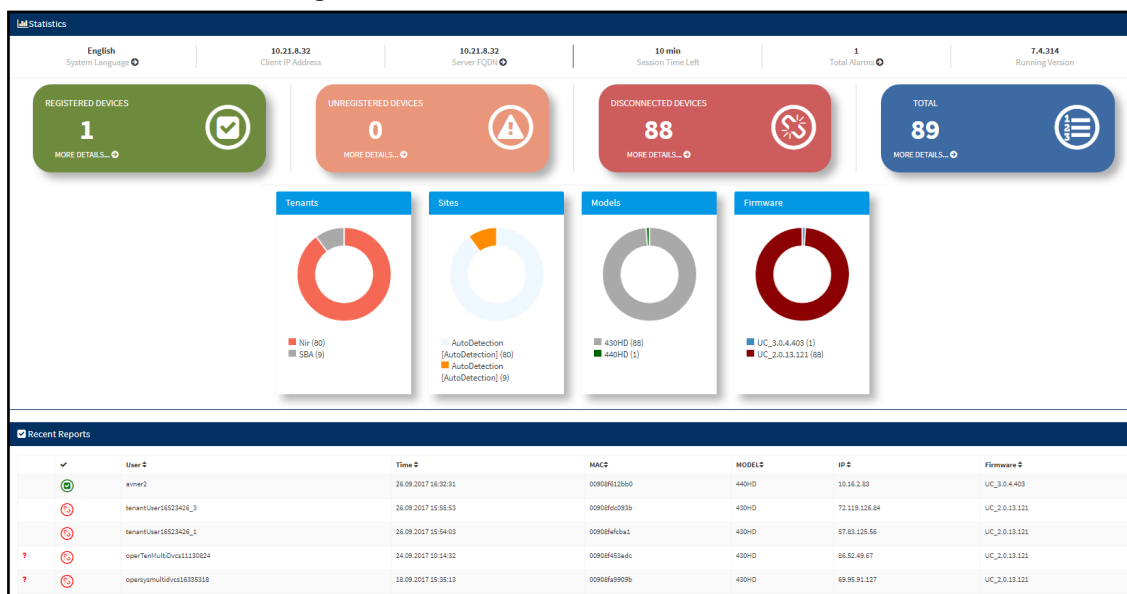 Statistics
English
System Language
10.21.8.32
Client IP Address
10.21.8.32
Server FQDN
10 min
Session Time Left
1
Total Alarms
7.4.314
Running Version
REGISTERED DEVICES
1
MORE DETAILS...
UNREGISTERED DEVICES
0
MORE DETAILS...
DISCONNECTED DEVICES
88
MORE DETAILS...
TOTAL
89
MORE DETAILS...
1
2
3
Tenants
Nir (80)
SBA (9)
Sites
AutoDetection
[AutoDetection] (80)
AutoDetection
[AutoDetection] (9)
Models
430HD (88)
440HD (1)
Firmware
UC_3.0.4.403 (1)
UC_2.0.13.121 (88)
Recent Reports
User Time MAC MODEL IP Firmware
avner2 26.09.2017 16:32:31 00908f612bb0 440HD 10.16.2.83 UC_3.0.4.403
tenantUser16523426_3 26.09.2017 15:55:53 00908fdc093b 430HD 72.119.126.84 UC_2.0.13.121
tenantUser16523426_1 26.09.2017 15:54:03 00908fefcba1 430HD 57.83.125.56 UC_2.0.13.121
? operTenMultiDvcs11130824 24.09.2017 10:14:32 00908f453edc 430HD 86.52.49.67 UC_2.0.13.121
? opersysmultidvcs16335318 18.09.2017 15:35:13 00908fa9909b 430HD 69.95.91.127 UC_2.0.13.121